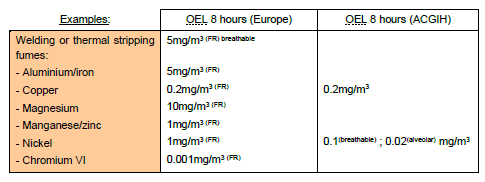 Examples: OEL 8 hours (Europe) OEL 8 hours (ACGIH)
Welding or thermal stripping fumes: 5mg/m³ (FR) breathable
- Aluminium/iron 5mg/m³ (FR)
- Copper 0.2mg/m³ (FR) 0.2mg/m³
- Magnesium 10mg/m³ (FR)
- Manganese/zinc 1mg/m³ (FR)
- Nickel 1mg/m³ (FR) 0.1(breathable) ; 0.02(alveolar) mg/m³
- Chromium VI 0.001mg/m³ (FR)